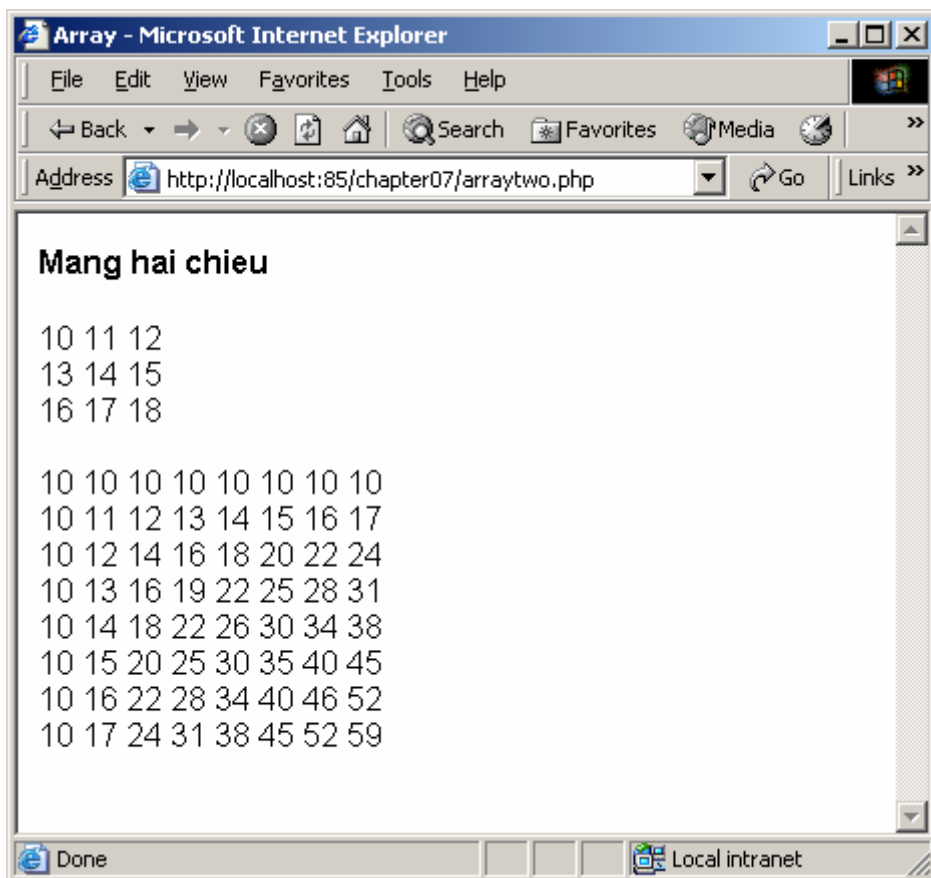 Array - Microsoft Internet Explorer
File Edit View Favorites Tools Help
Back Search Favorites Media »
Address http://localhost:85/chapter07/arraytwo.php Go Links »
Mang hai chieu
10 11 12
13 14 15
16 17 18
10 10 10 10 10 10 10 10
10 11 12 13 14 15 16 17
10 12 14 16 18 20 22 24
10 13 16 19 22 25 28 31
10 14 18 22 26 30 34 38
10 15 20 25 30 35 40 45
10 16 22 28 34 40 46 52
10 17 24 31 38 45 52 59
Done Local intranet